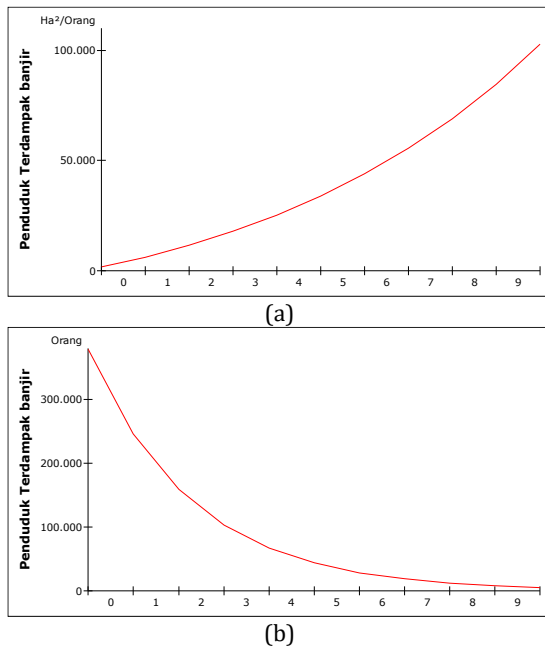 Ha²/Orang
Penduduk Terdampak banjir
100.000
50.000
0
0 1 2 3 4 5 6 7 8 9
(a)
Orang
Penduduk Terdampak banjir
300.000
200.000
100.000
0
0 1 2 3 4 5 6 7 8 9
(b)